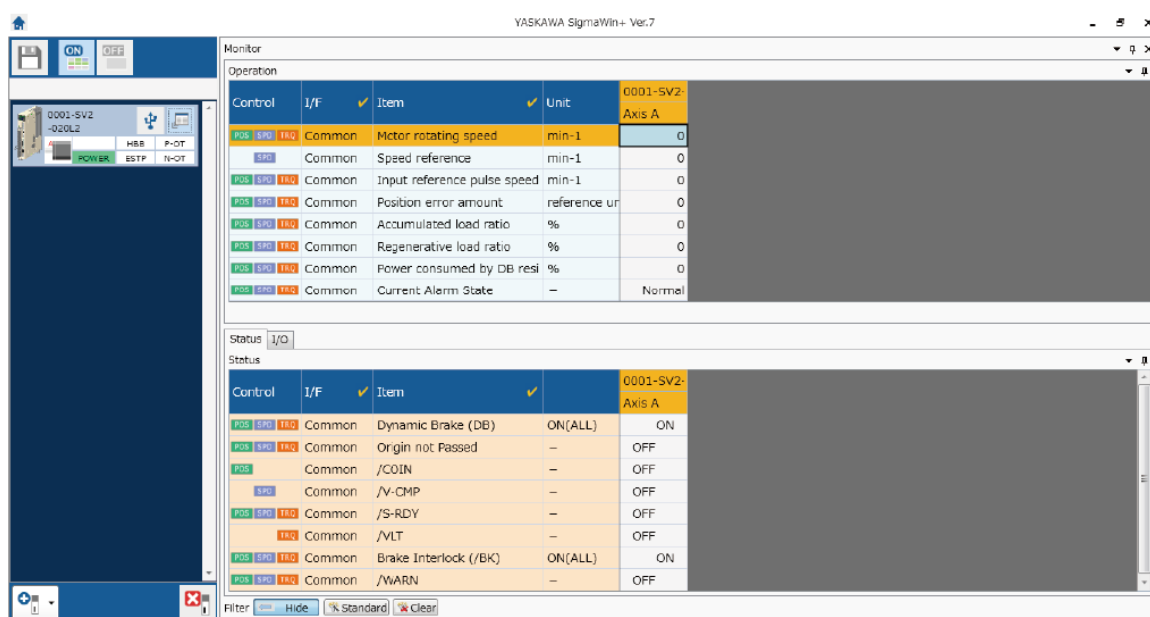 YASKAWA SigmaWin+ Ver.7
ON OFF
0001-SV2
-020L2
HBB P-OT
POWER ESTP N-OT
Monitor
Operation
Control I/F Item Unit 0001-SV2-
Axis A
POS SPD TRQ Common Motor rotating speed min-1 0
SPD Common Speed reference min-1 0
POS SPD TRQ Common Input reference pulse speed min-1 0
POS SPD TRQ Common Position error amount reference ur 0
POS SPD TRQ Common Accumulated load ratio % 0
POS SPD TRQ Common Regenerative load ratio % 0
POS SPD TRQ Common Power consumed by DB resi % 0
POS SPD TRQ Common Current Alarm State – Normal
Status I/O
Status
Control I/F Item 0001-SV2-
Axis A
POS SPD TRQ Common Dynamic Brake (DB) ON(ALL) ON
POS SPD TRQ Common Origin not Passed – OFF
POS Common /COIN – OFF
SPD Common /V-CMP – OFF
POS SPD TRQ Common /S-RDY – OFF
TRQ Common /VLT – OFF
POS SPD TRQ Common Brake Interlock (/BK) ON(ALL) ON
POS SPD TRQ Common /WARN – OFF
Filter Hide Standard Clear